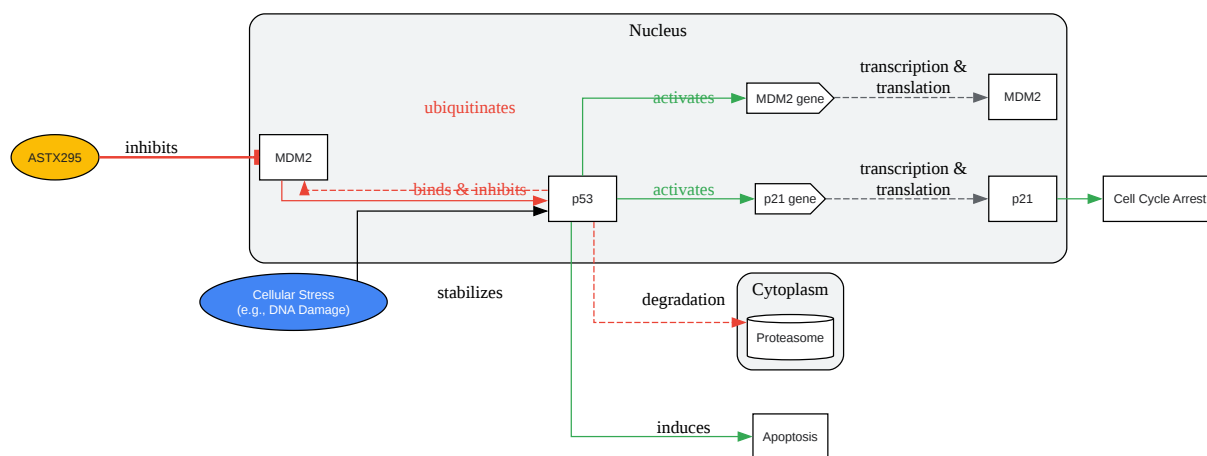 Nucleus
transcription &
translation
activates
MDM2 gene
MDM2
ubiquitinates
inhibits
ASTX295
MDM2
transcription &
translation
binds & inhibits
activates
p53
p21 gene
p21
Cell Cycle Arrest
Cellular Stress
(e.g., DNA Damage)
stabilizes
degradation
Cytoplasm
Proteasome
induces
Apoptosis